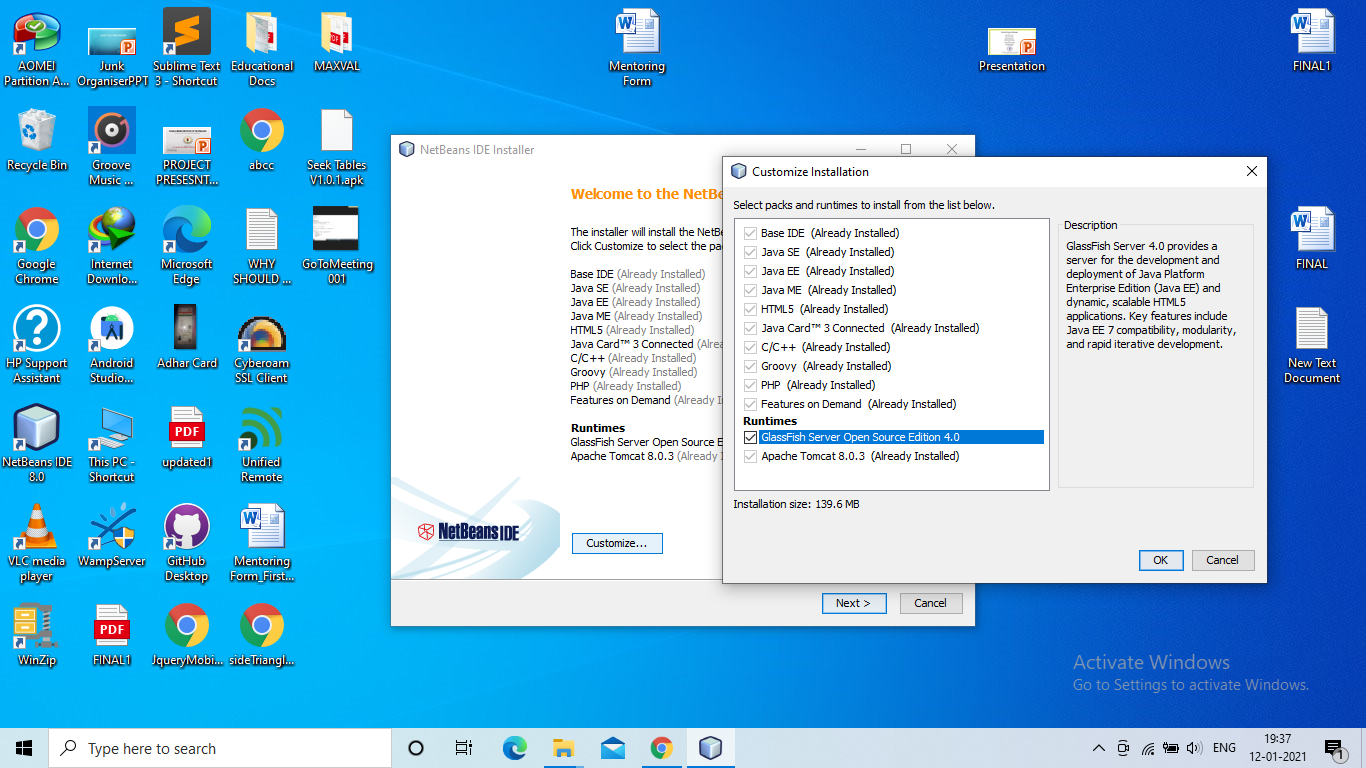 AOMEI
Partition A...
Junk
OrganiserPPT
Sublime Text
3 - Shortcut
Educational
Docs
MAXVAL
Mentoring
Form
Presentation
FINAL1
Recycle Bin
Groove
Music ...
PROJECT
PRESESNT...
abcc
Seek Tables
V1.0.1.apk
Google
Chrome
Internet
Downlo...
Microsoft
Edge
WHY
SHOULD ...
GoToMeeting
001
FINAL
HP Support
Assistant
Android
Studio...
Adhar Card
Cyberoam
SSL Client
New Text
Document
NetBeans IDE
8.0
This PC -
Shortcut
PDF
updated1
Unified
Remote
VLC media
player
WampServer
GitHub
Desktop
Mentoring
Form_First...
WinZip
PDF
FINAL1
JqueryMobi...
sideTriangl...
NetBeans IDE Installer
Welcome to the NetBe
The installer will install the NetBe
Click Customize to select the pa
Base IDE (Already Installed)
Java SE (Already Installed)
Java EE (Already Installed)
Java ME (Already Installed)
HTML5 (Already Installed)
Java Card™ 3 Connected (Alrea
C/C++ (Already Installed)
Groovy (Already Installed)
PHP (Already Installed)
Features on Demand (Already I
Runtimes
GlassFish Server Open Source E
Apache Tomcat 8.0.3 (Already I
NetBeans IDE
Customize...
Next >
Cancel
Customize Installation
Select packs and runtimes to install from the list below.
Base IDE (Already Installed)
Java SE (Already Installed)
Java EE (Already Installed)
Java ME (Already Installed)
HTML5 (Already Installed)
Java Card™ 3 Connected (Already Installed)
C/C++ (Already Installed)
Groovy (Already Installed)
PHP (Already Installed)
Features on Demand (Already Installed)
Runtimes
GlassFish Server Open Source Edition 4.0
Apache Tomcat 8.0.3 (Already Installed)
Description
GlassFish Server 4.0 provides a
server for the development and
deployment of Java Platform
Enterprise Edition (Java EE) and
dynamic, scalable HTML5
applications. Key features include
Java EE 7 compatibility, modularity,
and rapid iterative development.
Installation size: 139.6 MB
OK
Cancel
Activate Windows
Go to Settings to activate Windows.
Type here to search
ENG
19:37
12-01-2021
1